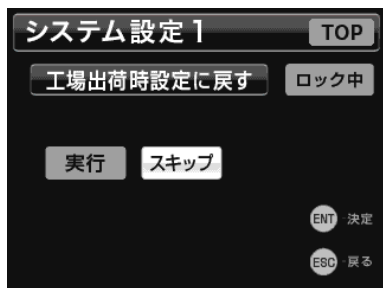 システム設定1 TOP
工場出荷時設定に戻す ロック中
実行 スキップ
ENT 決定
ESC 戻る